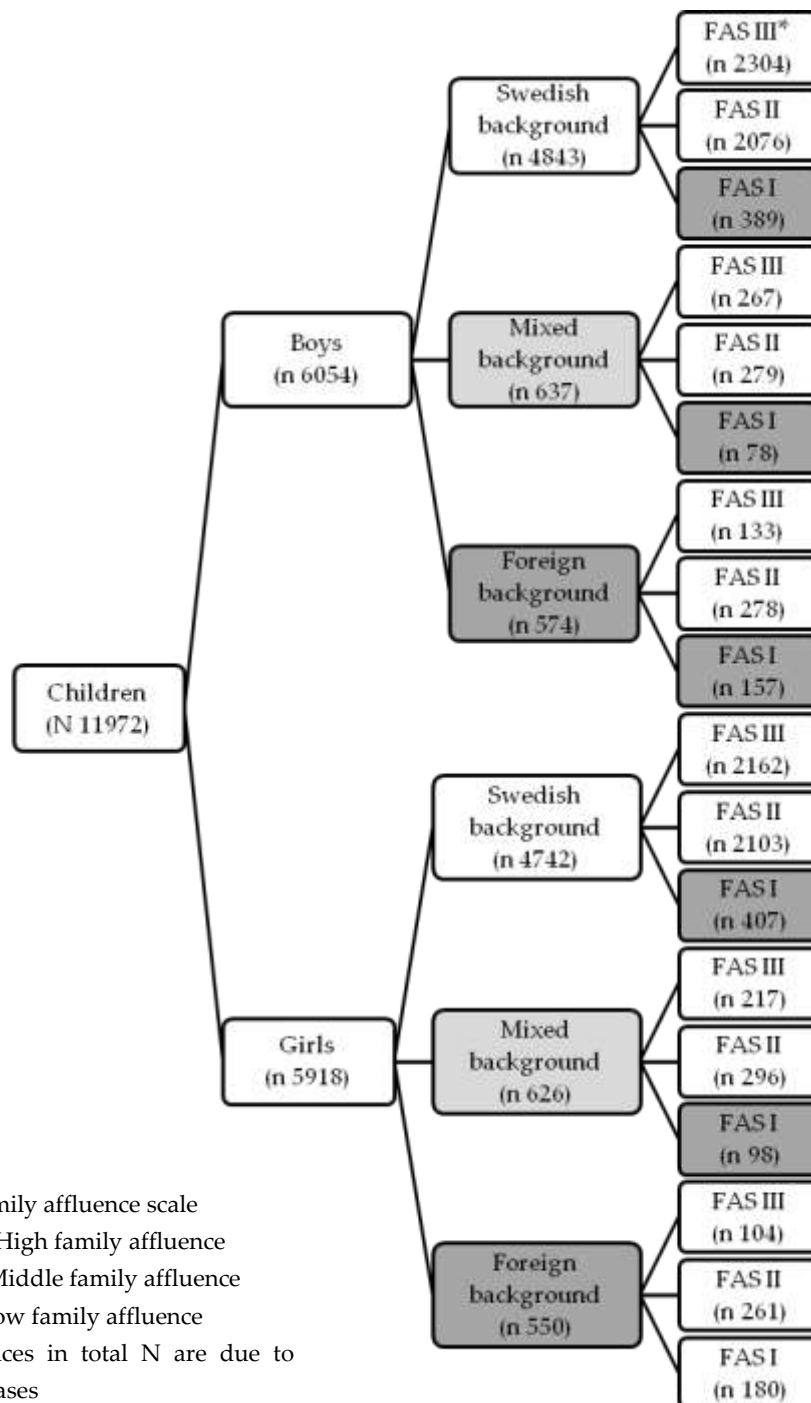 Children
(N 11972)
Boys
(n 6054)
Swedish
background
(n 4843)
FAS III*
(n 2304)
FAS II
(n 2076)
FAS I
(n 389)
Mixed
background
(n 637)
FAS III
(n 267)
FAS II
(n 279)
FAS I
(n 78)
Foreign
background
(n 574)
FAS III
(n 133)
FAS II
(n 278)
FAS I
(n 157)
Girls
(n 5918)
Swedish
background
(n 4742)
FAS III
(n 2162)
FAS II
(n 2103)
FAS I
(n 407)
Mixed
background
(n 626)
FAS III
(n 217)
FAS II
(n 296)
FAS I
(n 98)
Foreign
background
(n 550)
FAS III
(n 104)
FAS II
(n 261)
FAS I
(n 180)
mily affluence scale
High family affluence
Middle family affluence
ow family affluence
nces in total N are due to
ases